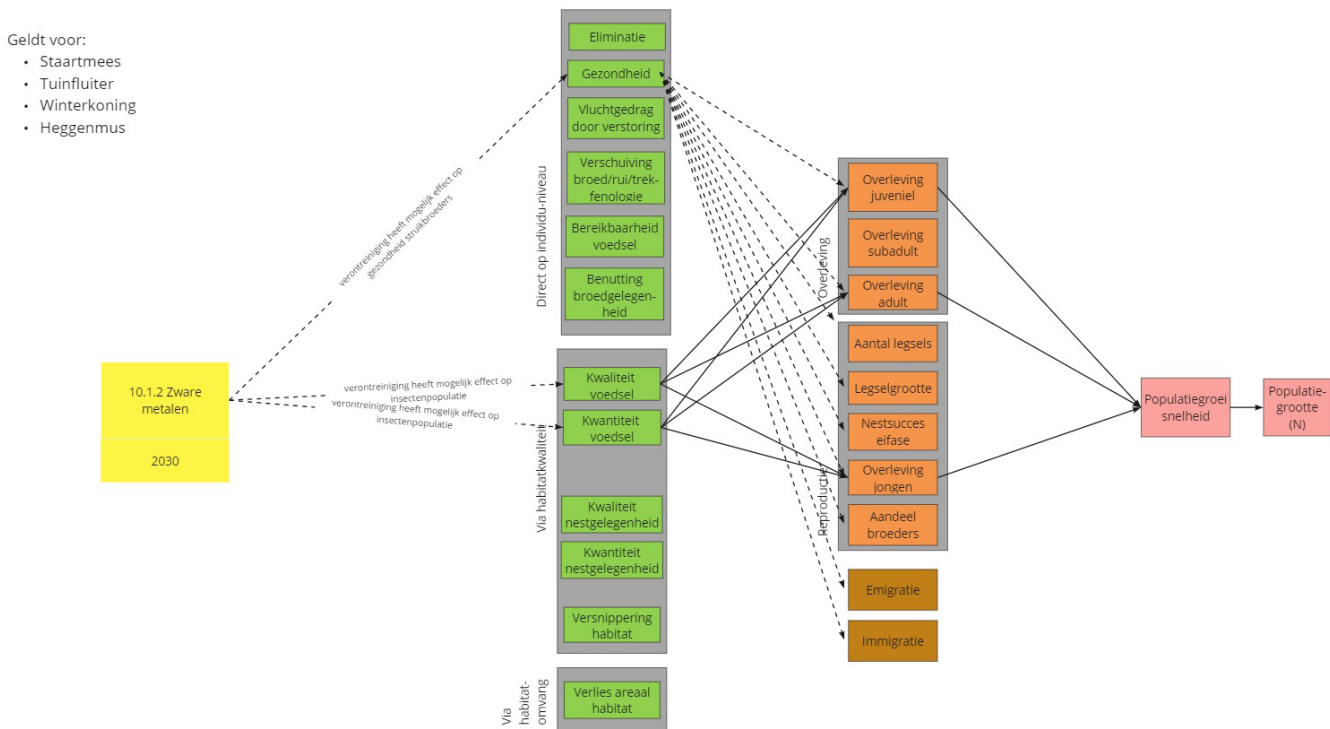 Geldt voor:
• Staartmees
• Tuinfluiter
• Winterkoning
• Heggenmus
10.1.2 Zware
metalen
2030
verontreiniging heeft mogelijk effect op
gezondheid struikbroeders
verontreiniging heeft mogelijk effect op
insectenpopulatie
verontreiniging heeft mogelijk effect op
insectenpopulatie
Direct op individu-niveau
Eliminatie
Gezondheid
Vluchtgedrag
door verstoring
Verschuiving
broed/rui/trek-
fenologie
Bereikbaarheid
voedsel
Benutting
broedgelegen-
heid
Via habitatkwaliteit
Kwaliteit
voedsel
Kwantiteit
voedsel
Kwaliteit
nestgelegenheid
Kwantiteit
nestgelegenheid
Versnippering
habitat
Via
habitat-
omvang
Verlies areaal
habitat
Overleving
Overleving
juveniel
Overleving
subadult
Overleving
adult
Reproductie
Aantal legsels
Legselgrootte
Nestsucces
eifase
Overleving
jongen
Aandeel
broeders
Emigratie
Immigratie
Populatiegroei
snelheid
Populatie-
grootte
(N)